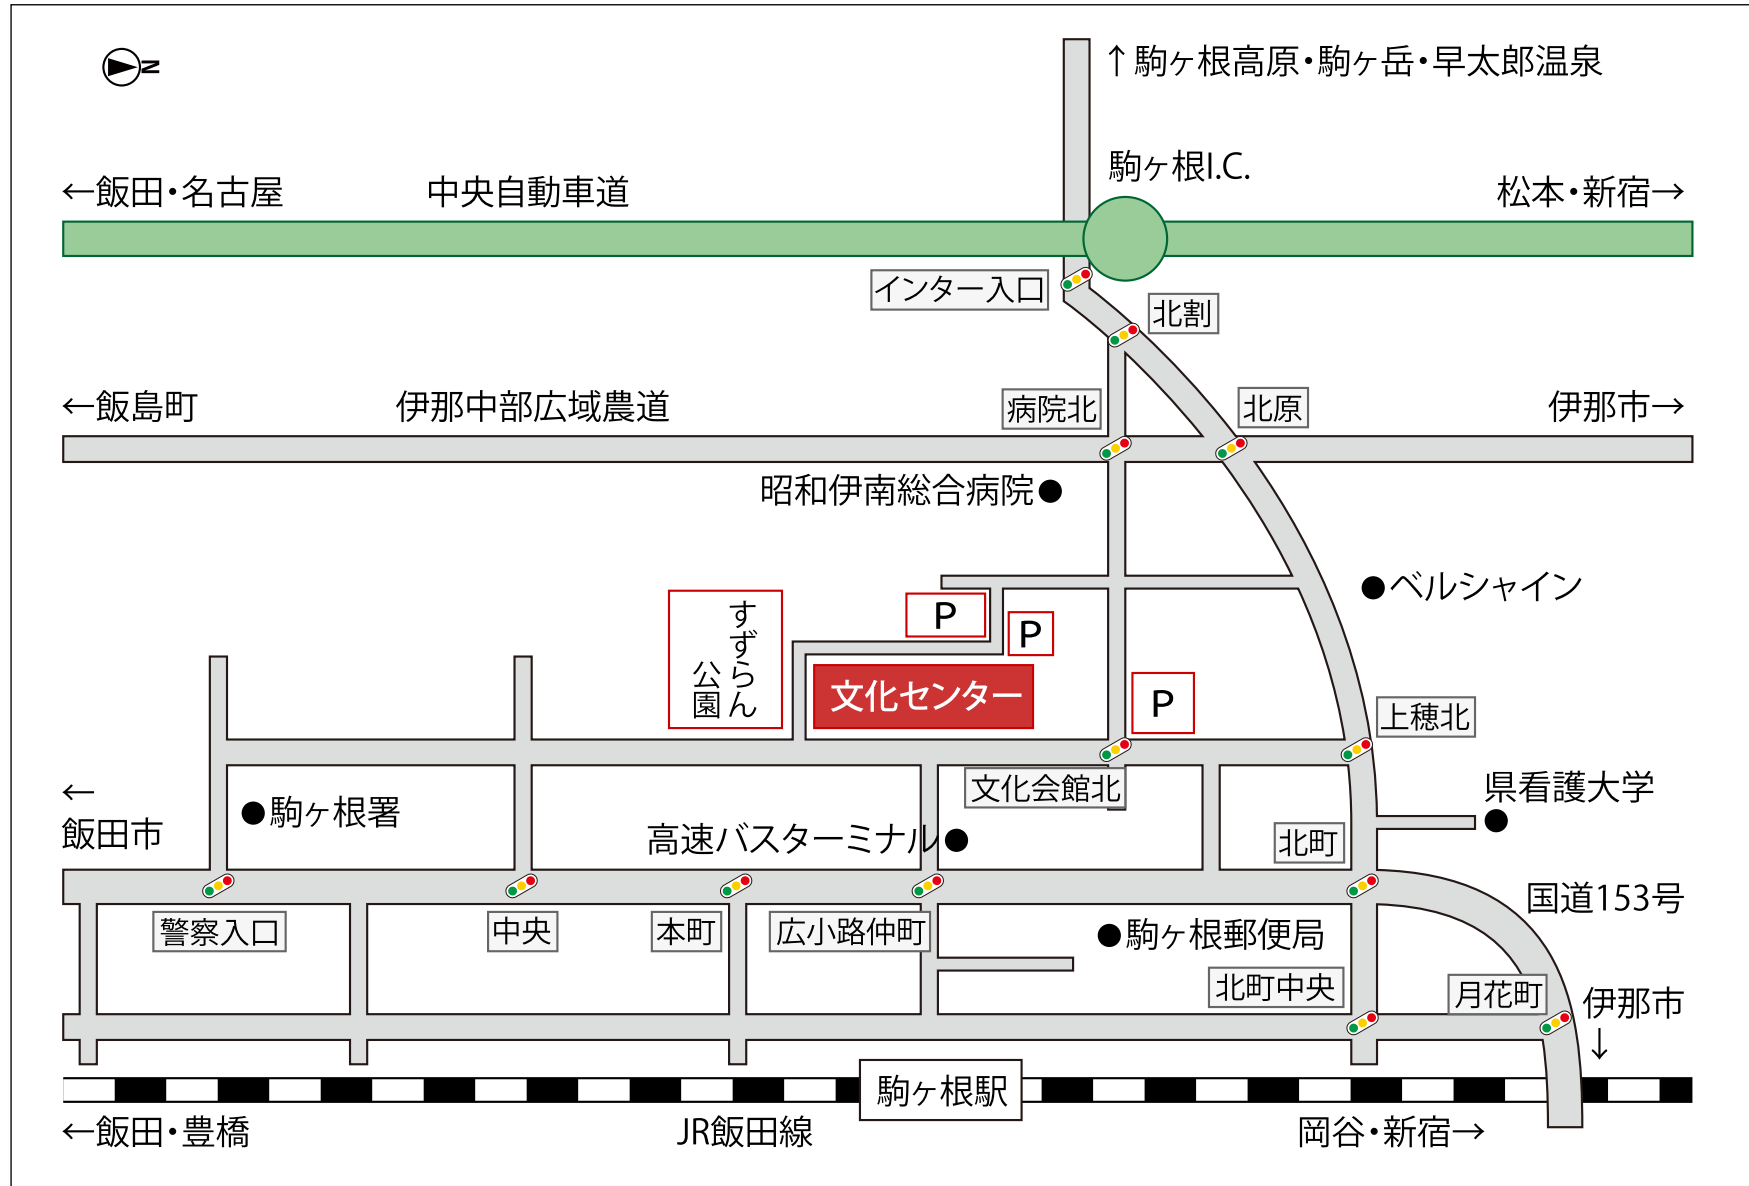 N
↑駒ヶ根高原・駒ヶ岳・早太郎温泉
駒ヶ根I.C.
←飯田・名古屋
中央自動車道
松本・新宿→
インター入口
北割
←飯島町
伊那中部広域農道
病院北
北原
伊那市→
昭和伊南総合病院
ベルシャイン
すずらん
公園
P
P
P
文化センター
上穂北
文化会館北
県看護大学
←
飯田市
駒ヶ根署
高速バスターミナル
北町
国道153号
警察入口
中央
本町
広小路仲町
駒ヶ根郵便局
北町中央
月花町
伊那市
↓
駒ヶ根駅
←飯田・豊橋
JR飯田線
岡谷・新宿→